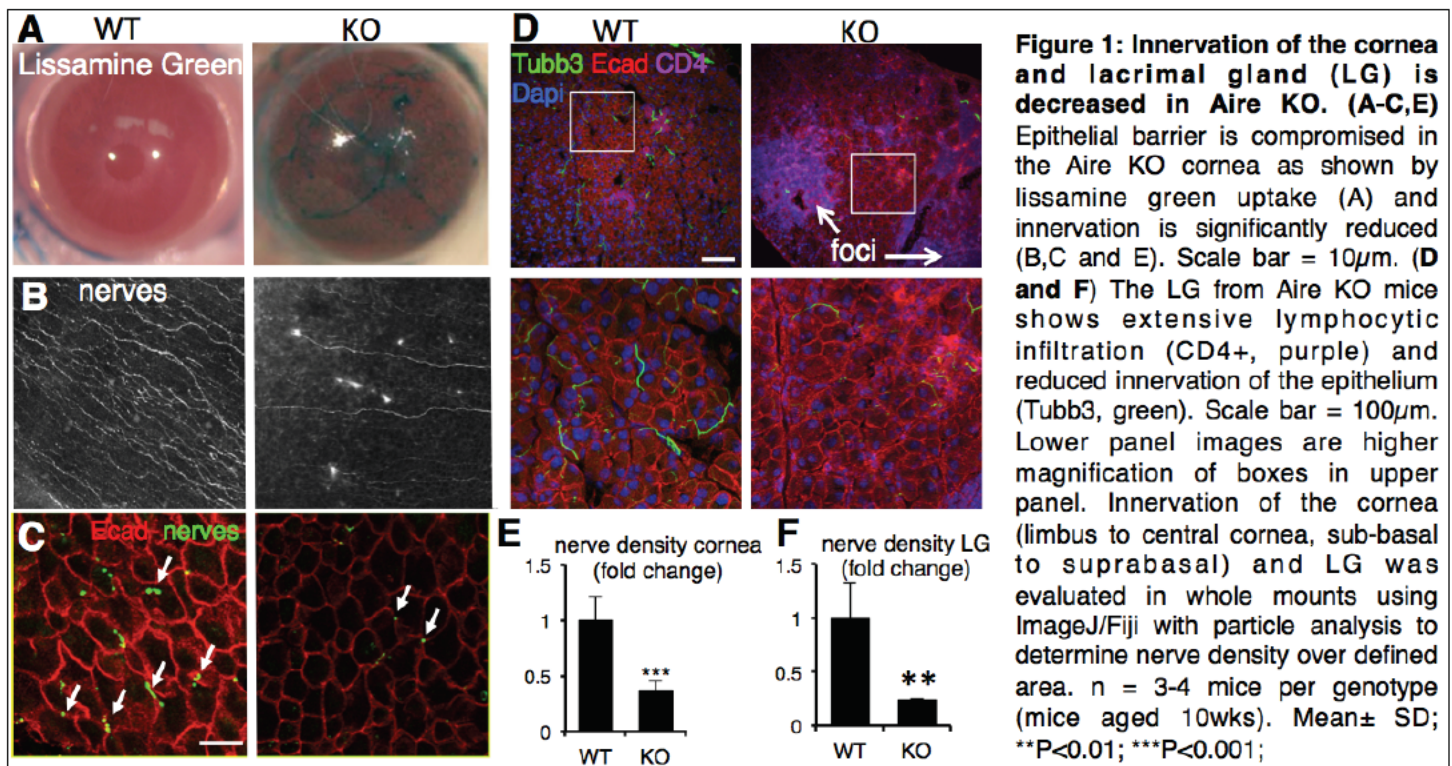 A
WT
KO
Lissamine Green
B
nerves
C
Ecad nerves
D
WT
KO
Tubb3 Ecad CD4
Dapi
foci
E
nerve density cornea
(fold change)
1.5
1
0.5
0
***
WT
KO
F
nerve density LG
(fold change)
1.5
1
0.5
0
**
WT
KO
Figure 1: Innervation of the cornea
and lacrimal gland (LG) is
decreased in Aire KO. (A-C,E)
Epithelial barrier is compromised in
the Aire KO cornea as shown by
lissamine green uptake (A) and
innervation is significantly reduced
(B,C and E). Scale bar = 10µm. (D
and F) The LG from Aire KO mice
shows extensive lymphocytic
infiltration (CD4+, purple) and
reduced innervation of the epithelium
(Tubb3, green). Scale bar = 100µm.
Lower panel images are higher
magnification of boxes in upper
panel. Innervation of the cornea
(limbus to central cornea, sub-basal
to suprabasal) and LG was
evaluated in whole mounts using
ImageJ/Fiji with particle analysis to
determine nerve density over defined
area. n = 3-4 mice per genotype
(mice aged 10wks). Mean± SD;
**P<0.01; ***P<0.001;